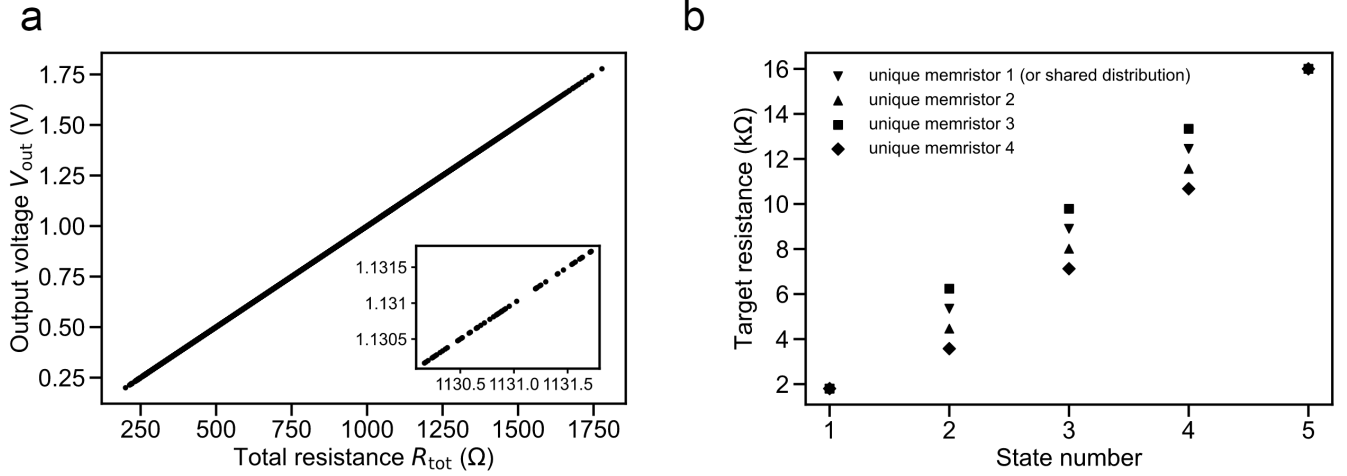 a
Output voltage V_out (V)
1.75
1.50
1.25
1.00
0.75
0.50
0.25
1.1315
1.131
1.1305
1130.5 1131.0 1131.5
250 500 750 1000 1250 1500 1750
Total resistance R_tot (Ω)
b
Target resistance (kΩ)
16
14
12
10
8
6
4
2
unique memristor 1 (or shared distribution)
unique memristor 2
unique memristor 3
unique memristor 4
1 2 3 4 5
State number